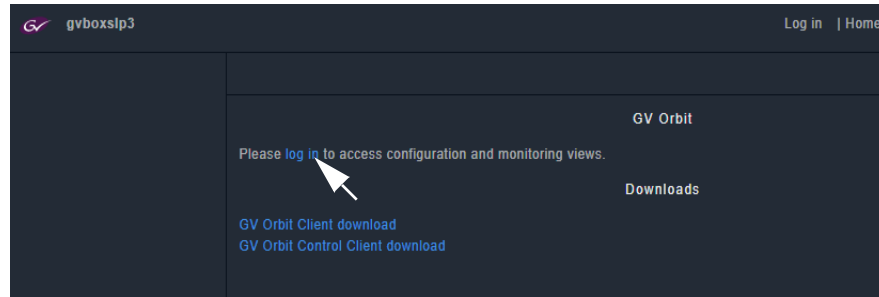 GV gvboxslp3 Log in | Home
GV Orbit
Please log in to access configuration and monitoring views.
Downloads
GV Orbit Client download
GV Orbit Control Client download